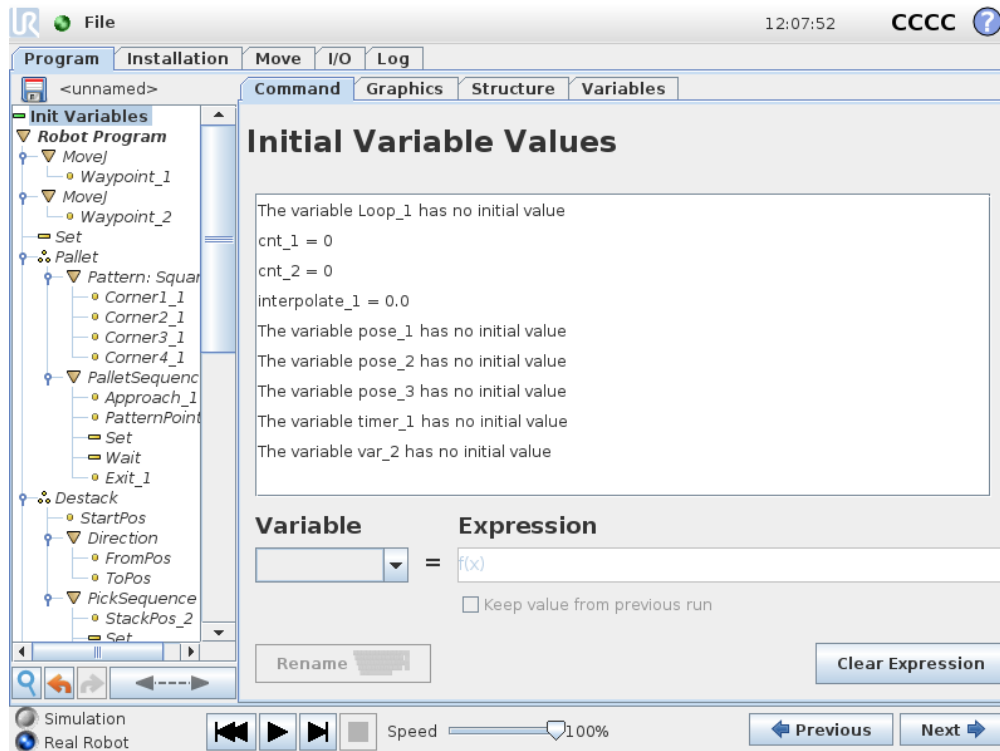 UR File 12:07:52 CCCC ?
Program Installation Move I/O Log
<unnamed>
Command Graphics Structure Variables
Init Variables
Robot Program
MoveJ
Waypoint_1
MoveJ
Waypoint_2
Set
Pallet
Pattern: Squar
Corner1_1
Corner2_1
Corner3_1
Corner4_1
PalletSequenc
Approach_1
PatternPoint
Set
Wait
Exit_1
Destack
StartPos
Direction
FromPos
ToPos
PickSequence
StackPos_2
Set
Initial Variable Values
The variable Loop_1 has no initial value
cnt_1 = 0
cnt_2 = 0
interpolate_1 = 0.0
The variable pose_1 has no initial value
The variable pose_2 has no initial value
The variable pose_3 has no initial value
The variable timer_1 has no initial value
The variable var_2 has no initial value
Variable Expression
= f(x)
Keep value from previous run
Rename
Clear Expression
Simulation
Real Robot
Speed 100%
Previous Next